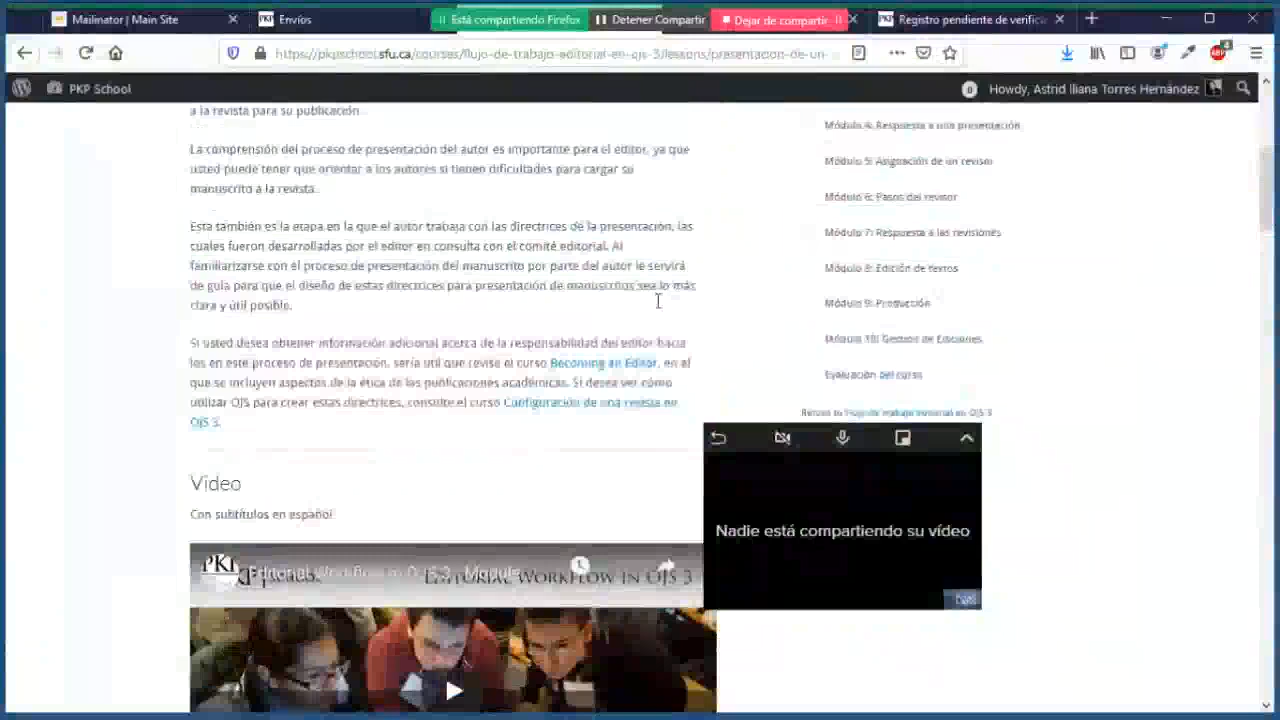 Mailinator | Main Site
Envíos
Está compartiendo Firefox
Detener Compartir
Dejar de compartir
Registro pendiente de verific
https://pkpschool.sfu.ca/courses/flujo-de-trabajo-editorial-en-ojs-3/lessons/presentacion-de-un-
PKP School
0
Howdy, Astrid Iliana Torres Hernández
a la revista para su publicación.
La comprensión del proceso de presentación del autor es importante para el editor, ya que
usted puede tener que orientar a los autores si tienen dificultades para cargar su
manuscrito a la revista.
Esta también es la etapa en la que el autor trabaja con las directrices de la presentación, las
cuales fueron desarrolladas por el editor en consulta con el comité editorial. Al
familiarizarse con el proceso de presentación del manuscrito por parte del autor le servirá
de guía para que el diseño de estas directrices para presentación de manuscritos sea lo más
clara y útil posible.
Si usted desea obtener información adicional acerca de la responsabilidad del editor hacia
los en este proceso de presentación, sería útil que revise el curso Becoming an Editor, en el
que se incluyen aspectos de la ética de las publicaciones académicas. Si desea ver cómo
utilizar OJS para crear estas directrices, consulte el curso Configuración de una revista en
OJS 3.
Video
Con subtítulos en español
PKP
EDITORIAL WORKFLOW IN OJS 3
Módulo 4: Respuesta a una presentación
Módulo 5: Asignación de un revisor
Módulo 6: Pasos del revisor
Módulo 7: Respuesta a las revisiones
Módulo 8: Edición de textos
Módulo 9: Producción
Módulo 10: Gestión de Ediciones
Evaluación del curso
Return to Flujo de trabajo editorial en OJS 3
Nadie está compartiendo su vídeo